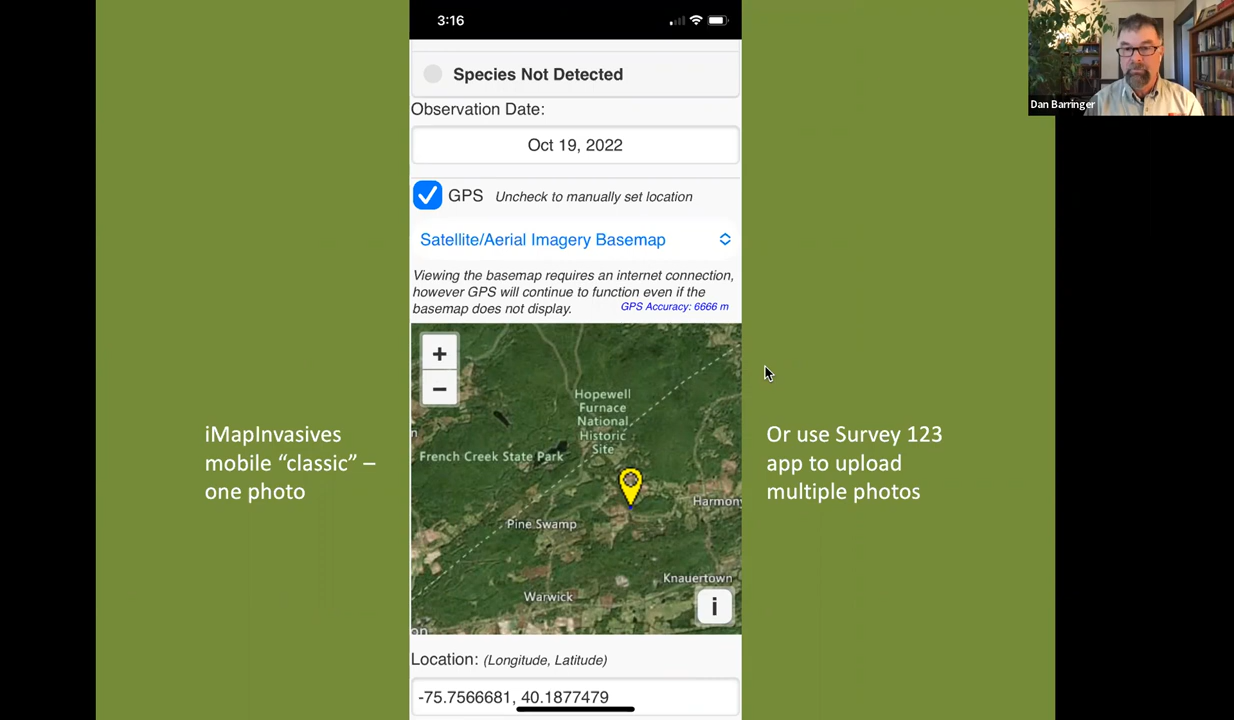 3:16
Dan Barringer
Species Not Detected
Observation Date:
Oct 19, 2022
GPS Uncheck to manually set location
Satellite/Aerial Imagery Basemap
Viewing the basemap requires an internet connection,
however GPS will continue to function even if the
basemap does not display. GPS Accuracy: 6666 m
+
−
Hopewell
Furnace
National
Historic
Site
French Creek State Park
Harmony
Pine Swamp
Knauertown
Warwick
i
iMapInvasives
mobile “classic” –
one photo
Or use Survey 123
app to upload
multiple photos
Location: (Longitude, Latitude)
-75.7566681, 40.1877479